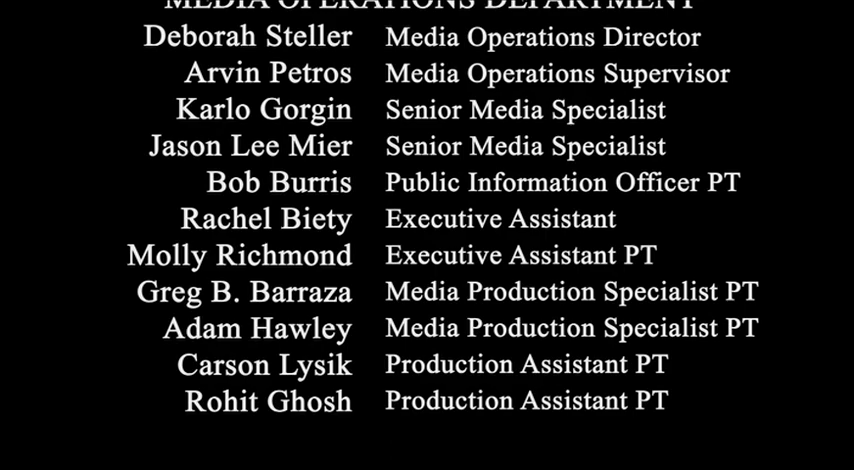 MEDIA OPERATIONS DEPARTMENT
Deborah Steller Media Operations Director
Arvin Petros Media Operations Supervisor
Karlo Gorgin Senior Media Specialist
Jason Lee Mier Senior Media Specialist
Bob Burris Public Information Officer PT
Rachel Biety Executive Assistant
Molly Richmond Executive Assistant PT
Greg B. Barraza Media Production Specialist PT
Adam Hawley Media Production Specialist PT
Carson Lysik Production Assistant PT
Rohit Ghosh Production Assistant PT